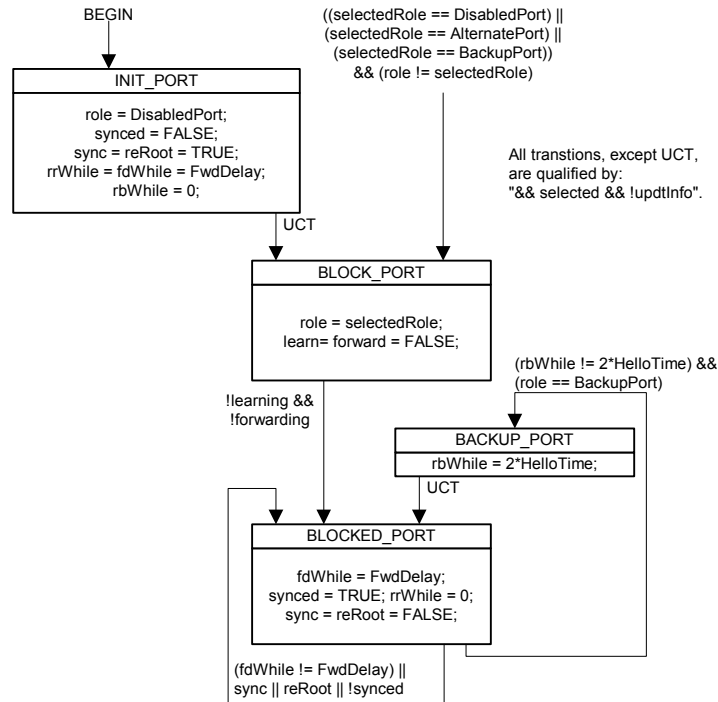 BEGIN
((selectedRole == DisabledPort) ||
(selectedRole == AlternatePort) ||
(selectedRole == BackupPort))
&& (role != selectedRole)
INIT_PORT
role = DisabledPort;
synced = FALSE;
sync = reRoot = TRUE;
rrWhile = fdWhile = FwdDelay;
rbWhile = 0;
All transtions, except UCT,
are qualified by:
"&& selected && !updtInfo".
UCT
BLOCK_PORT
role = selectedRole;
learn= forward = FALSE;
(rbWhile != 2*HelloTime) &&
(role == BackupPort)
!learning &&
!forwarding
BACKUP_PORT
rbWhile = 2*HelloTime;
UCT
BLOCKED_PORT
fdWhile = FwdDelay;
synced = TRUE; rrWhile = 0;
sync = reRoot = FALSE;
(fdWhile != FwdDelay) ||
sync || reRoot || !synced